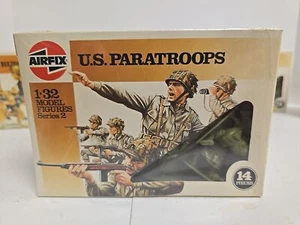 AIRFIX
U.S. PARATROOPS
1:32
MODEL
FIGURES
Series 2
14
PIECES